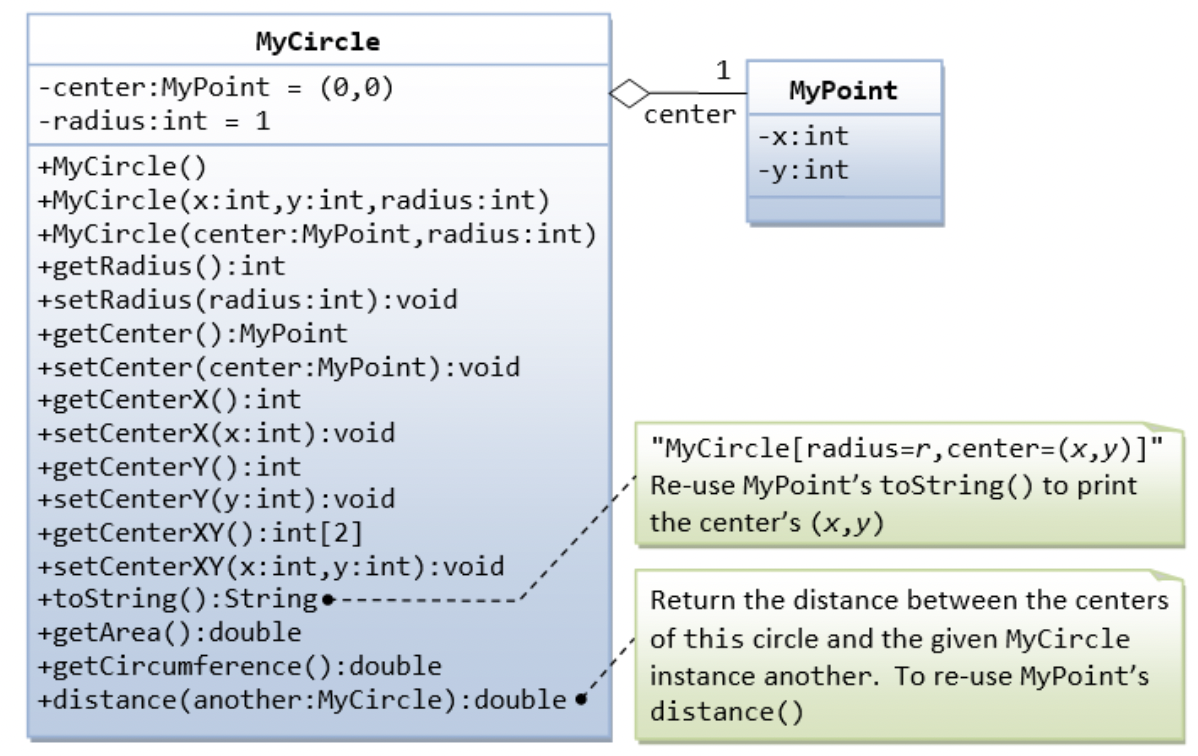 MyCircle
-center:MyPoint = (0,0)
-radius:int = 1
+MyCircle()
+MyCircle(x:int,y:int,radius:int)
+MyCircle(center:MyPoint,radius:int)
+getRadius():int
+setRadius(radius:int):void
+getCenter():MyPoint
+setCenter(center:MyPoint):void
+getCenterX():int
+setCenterX(x:int):void
+getCenterY():int
+setCenterY(y:int):void
+getCenterXY():int[2]
+setCenterXY(x:int,y:int):void
+toString():String
+getArea():double
+getCircumference():double
+distance(another:MyCircle):double
1
center
MyPoint
-x:int
-y:int
"MyCircle[radius=r,center=(x,y)]"
Re-use MyPoint's toString() to print
the center's (x,y)
Return the distance between the centers
of this circle and the given MyCircle
instance another. To re-use MyPoint's
distance()